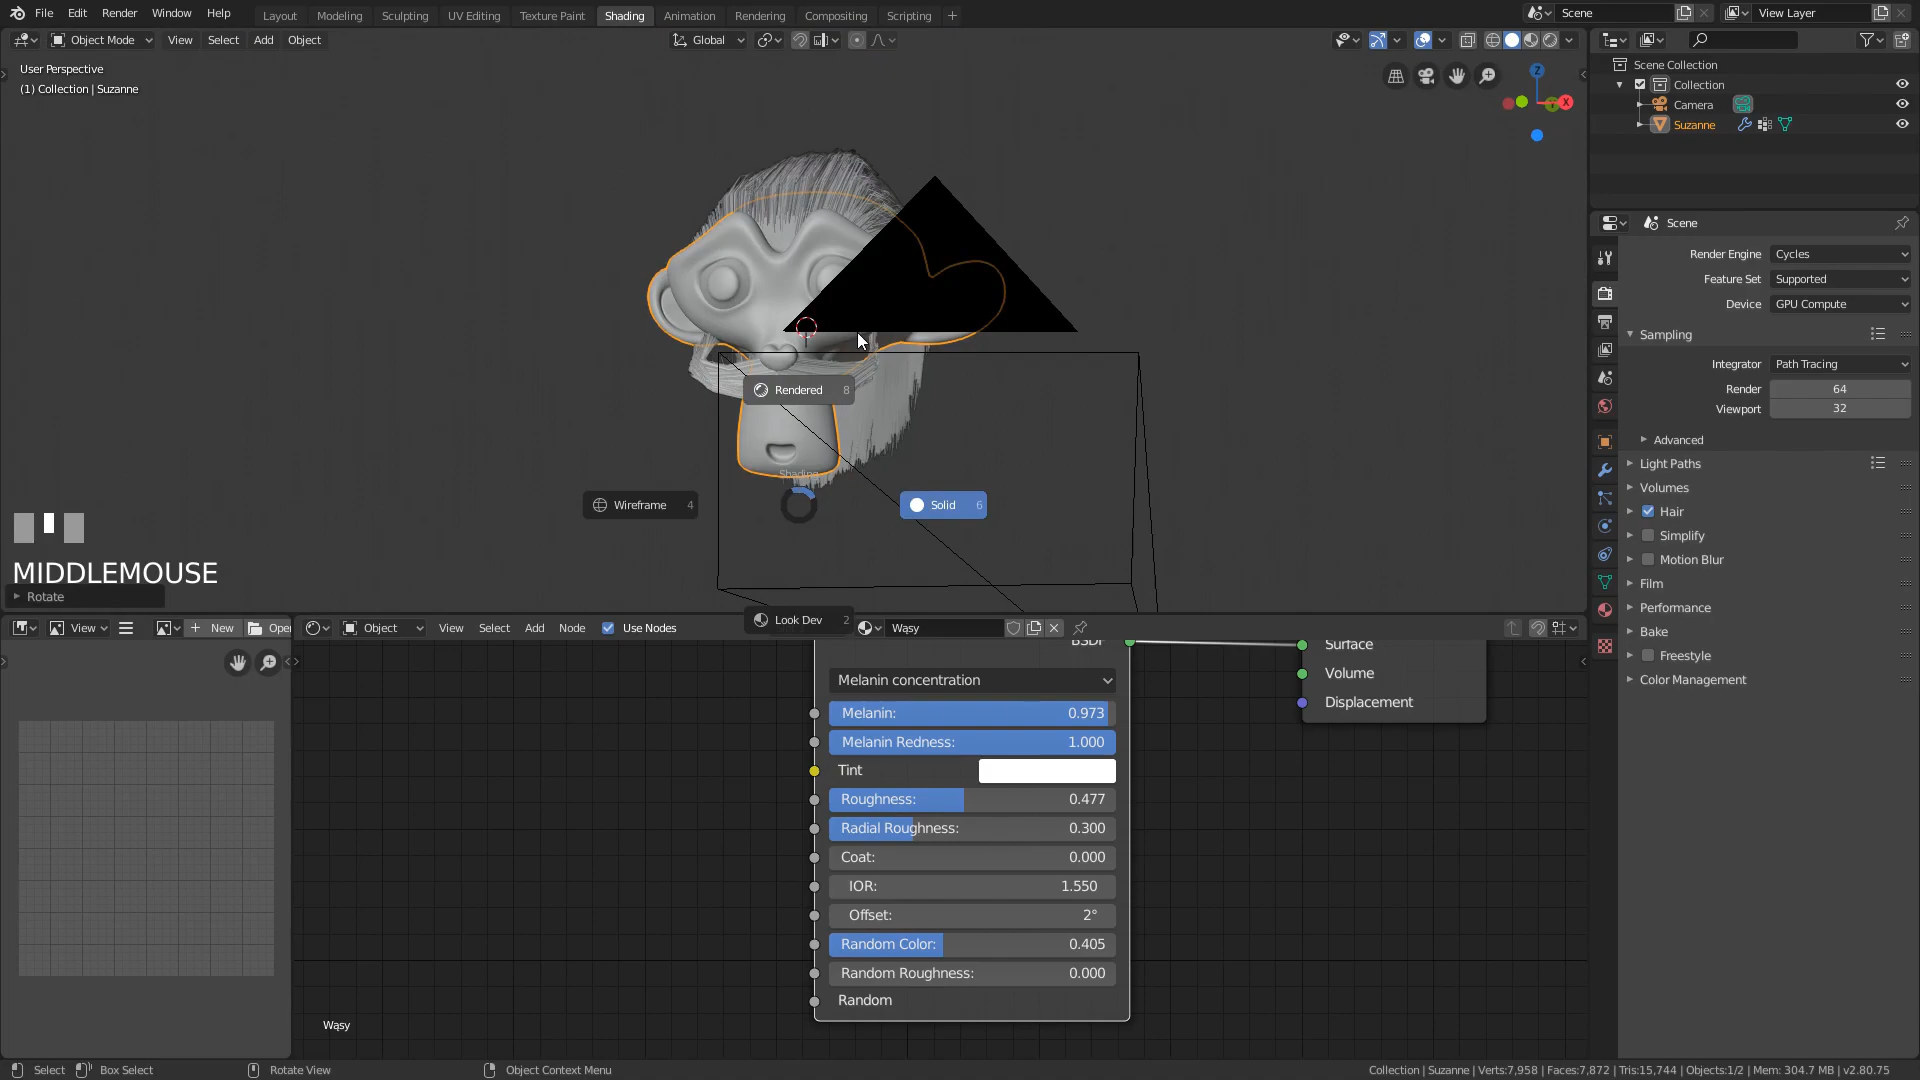 File Edit Render Window Help
Layout Modeling Sculpting UV Editing Texture Paint Shading Animation Rendering Compositing Scripting
Scene View Layer
Object Mode View Select Add Object Global
User Perspective
(1) Collection | Suzanne
Z
X
Rendered 8
Shading
Wireframe 4
Solid 6
Look Dev 2
MIDDLEMOUSE
Rotate
Scene Collection
Collection
Camera
Suzanne
Scene
Render Engine Cycles
Feature Set Supported
Device GPU Compute
Sampling
Integrator Path Tracing
Render 64
Viewport 32
Advanced
Light Paths
Volumes
Hair
Simplify
Motion Blur
Film
Performance
Bake
Freestyle
Color Management
View New Open
Object View Select Add Node Use Nodes Wąsy
BSDF
Melanin concentration
Melanin: 0.973
Melanin Redness: 1.000
Tint
Roughness: 0.477
Radial Roughness: 0.300
Coat: 0.000
IOR: 1.550
Offset: 2°
Random Color: 0.405
Random Roughness: 0.000
Random
Surface
Volume
Displacement
Wąsy
Select Box Select Rotate View Object Context Menu
Collection | Suzanne | Verts:7,958 | Faces:7,872 | Tris:15,744 | Objects:1/2 | Mem: 304.7 MB | v2.80.75